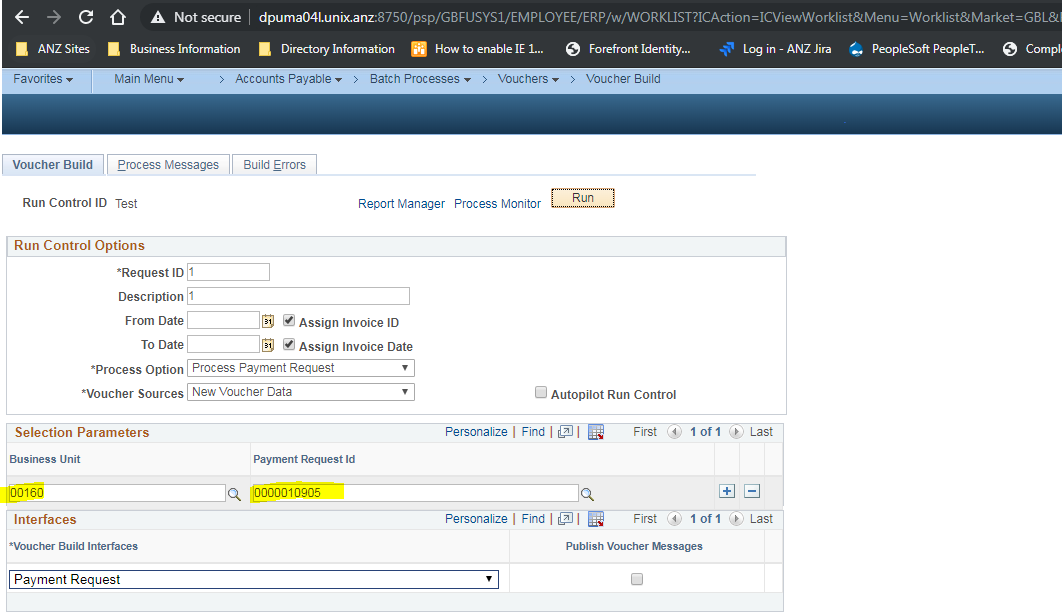 Not secure | dpuma04l.unix.anz:8750/psp/GBFUSYS1/EMPLOYEE/ERP/w/WORKLIST?ICAction=ICViewWorklist&Menu=Worklist&Market=GBL&
ANZ Sites Business Information Directory Information How to enable IE 1... Forefront Identity... Log in - ANZ Jira PeopleSoft PeopleT... Compl
Favorites Main Menu > Accounts Payable > Batch Processes > Vouchers > Voucher Build
Voucher Build Process Messages Build Errors
Run Control ID Test Report Manager Process Monitor Run
Run Control Options
*Request ID 1
Description 1
From Date 31 Assign Invoice ID
To Date 31 Assign Invoice Date
*Process Option Process Payment Request
*Voucher Sources New Voucher Data Autopilot Run Control
Selection Parameters Personalize | Find | | First 1 of 1 Last
Business Unit Payment Request Id
00160 0000010905
Interfaces Personalize | Find | | First 1 of 1 Last
*Voucher Build Interfaces Publish Voucher Messages
Payment Request